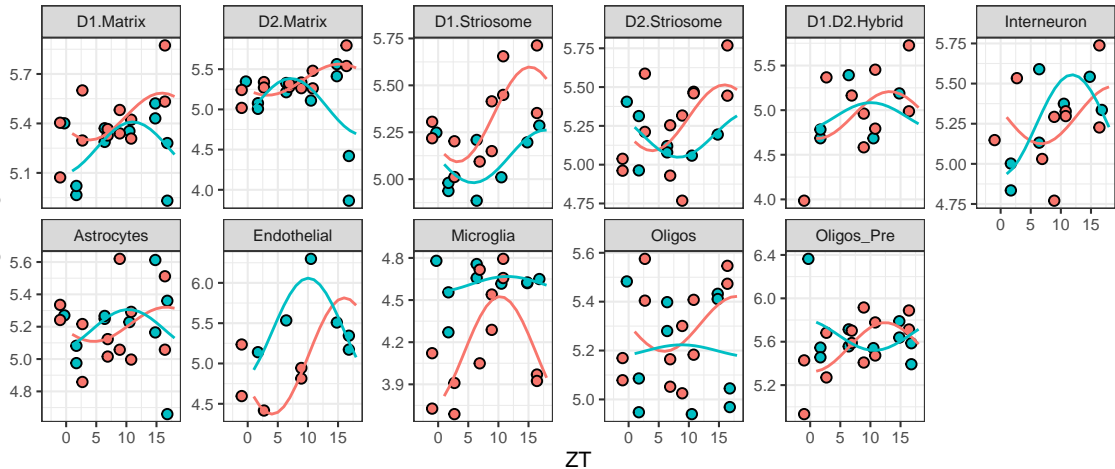 D1.Matrix D2.Matrix D1.Striosome D2.Striosome D1.D2.Hybrid Interneuron
5.7 5.4 5.1
5.5 5.0 4.5 4.0
5.75 5.50 5.25 5.00
5.75 5.50 5.25 5.00 4.75
5.5 5.0 4.5 4.0
5.75 5.50 5.25 5.00 4.75
0 5 10 15
Astrocytes Endothelial Microglia Oligos Oligos_Pre
5.6 5.4 5.2 5.0 4.8
6.0 5.5 5.0 4.5
4.8 4.5 4.2 3.9
5.6 5.4 5.2 5.0
6.4 6.0 5.6 5.2
0 5 10 15 0 5 10 15 0 5 10 15 0 5 10 15 0 5 10 15
ZT